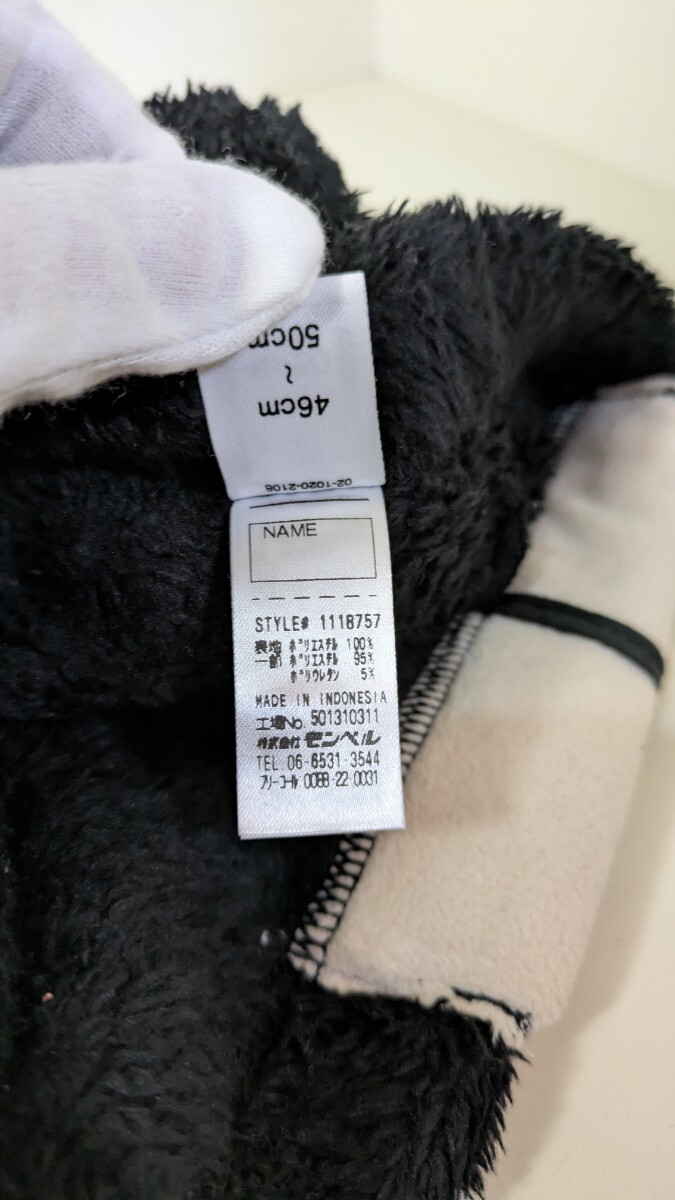 46cm
~
50cm
02-1020-2106
NAME
STYLE# 1118757
表地 ポリエステル 100%
一部 ポリエステル 95%
ポリウレタン 5%
MADE IN INDONESIA
工場No. 501310311
株式会社 モンベル
TEL. 06-6531-3544
フリーコール 0088-22-0031